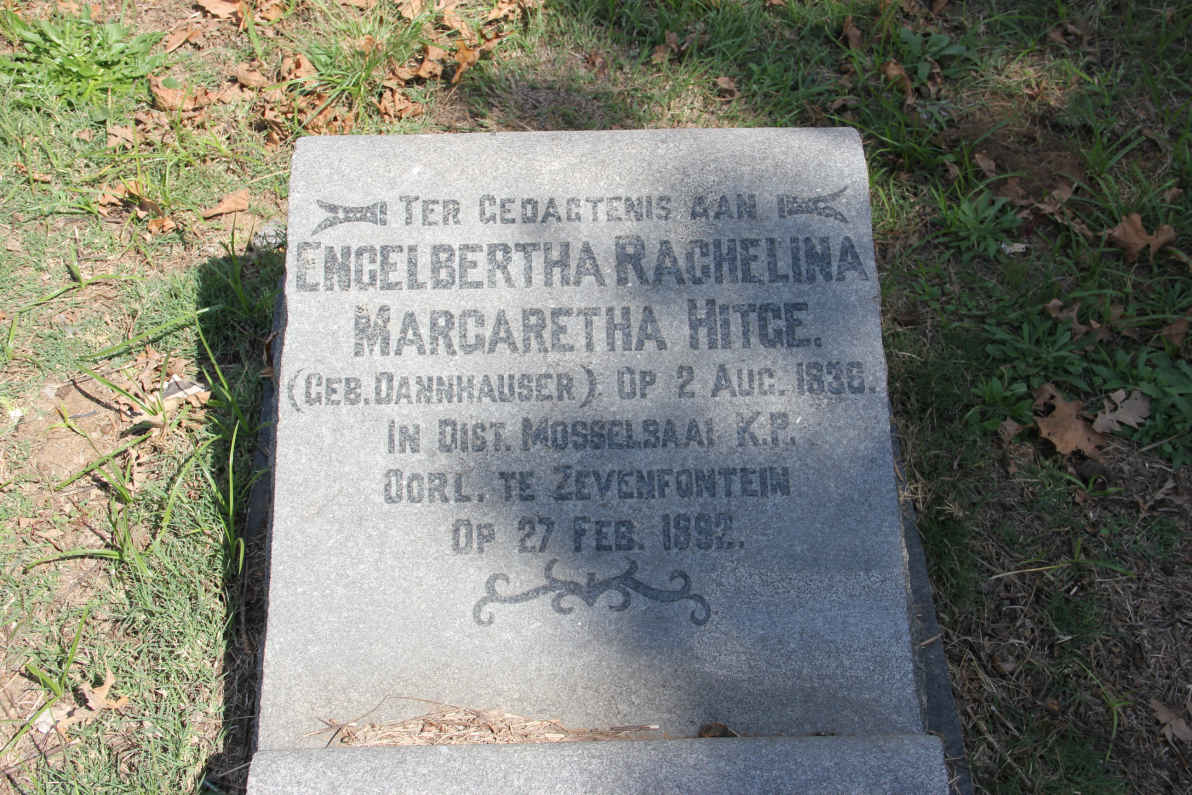 TER GEDAGTENIS AAN
ENGELBERTHA RACHELINA
MARGARETHA HITGE.
(GEB. DANNHAUSER) OP 2 AUG. 1836.
IN DIST. MOSSELBAAI K.P.
OORL. TE ZEVENFONTEIN
OP 27 FEB. 1892.